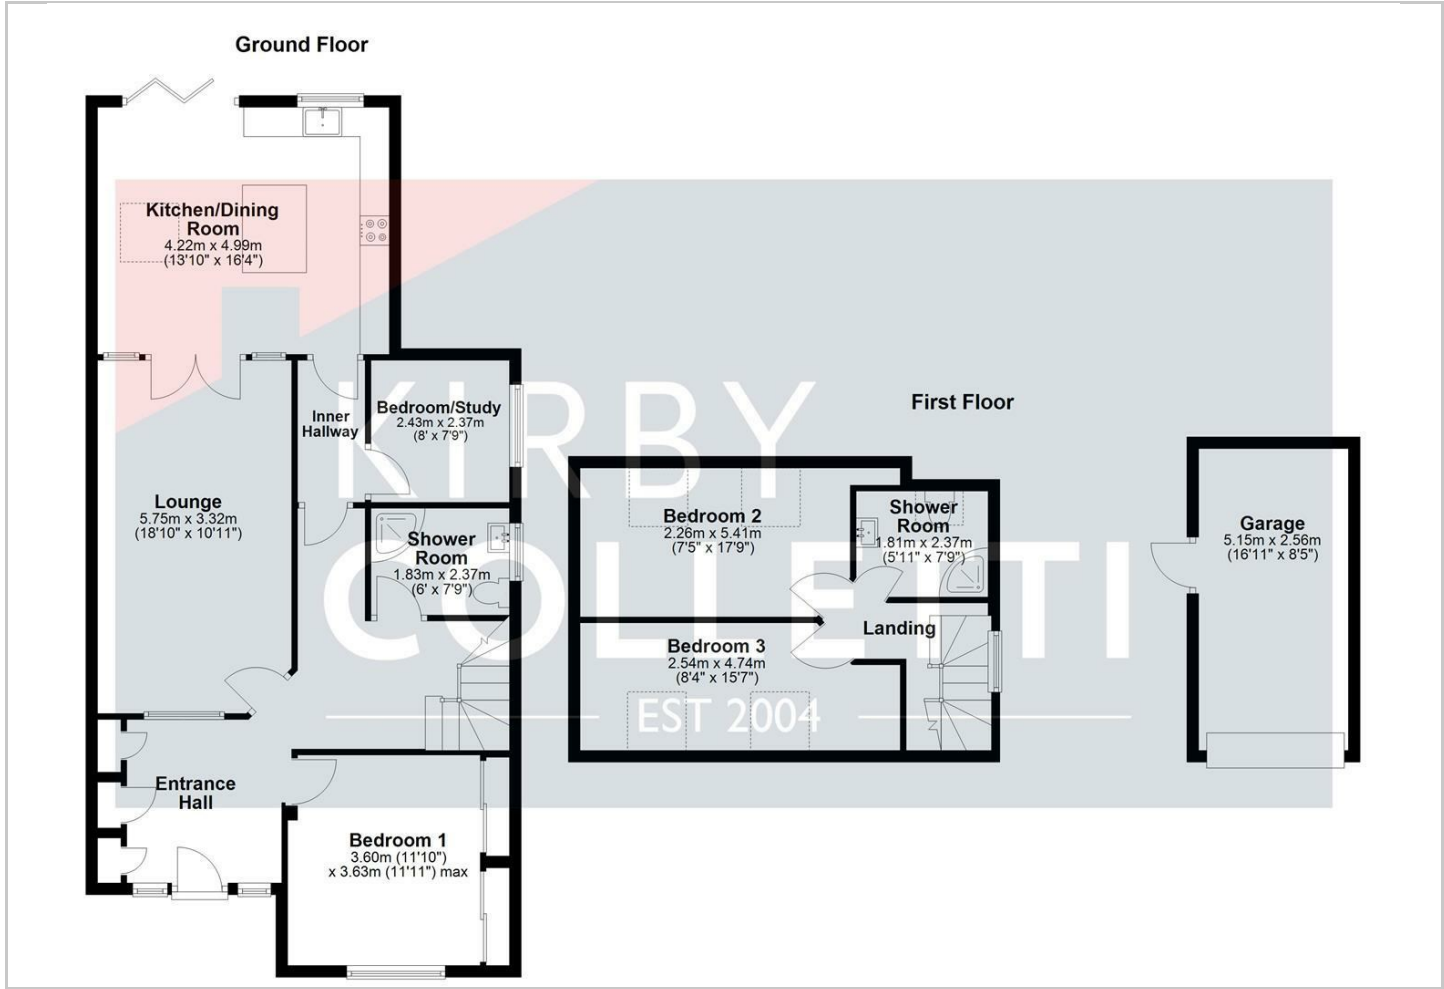 Ground Floor
Kitchen/Dining
Room
4.22m x 4.99m
(13'10" x 16'4")
Inner
Hallway
Bedroom/Study
2.43m x 2.37m
(8' x 7'9")
Lounge
5.75m x 3.32m
(18'10" x 10'11")
Shower
Room
1.83m x 2.37m
(6' x 7'9")
Entrance
Hall
Bedroom 1
3.60m (11'10")
x 3.63m (11'11") max
First Floor
Bedroom 2
2.26m x 5.41m
(7'5" x 17'9")
Shower
Room
1.81m x 2.37m
(5'11" x 7'9")
Landing
Bedroom 3
2.54m x 4.74m
(8'4" x 15'7")
Garage
5.15m x 2.56m
(16'11" x 8'5")
KIRBY
COLLETTI
EST 2004